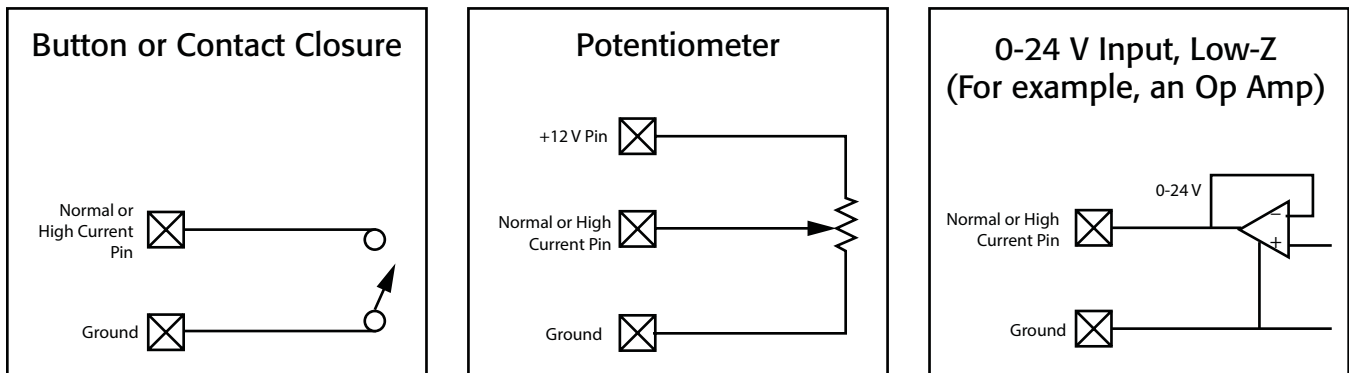 Button or Contact Closure
Normal or
High Current
Pin
Ground
Potentiometer
+12 V Pin
Normal or High
Current Pin
Ground
0-24 V Input, Low-Z
(For example, an Op Amp)
0-24 V
Normal or High
Current Pin
−
+
Ground